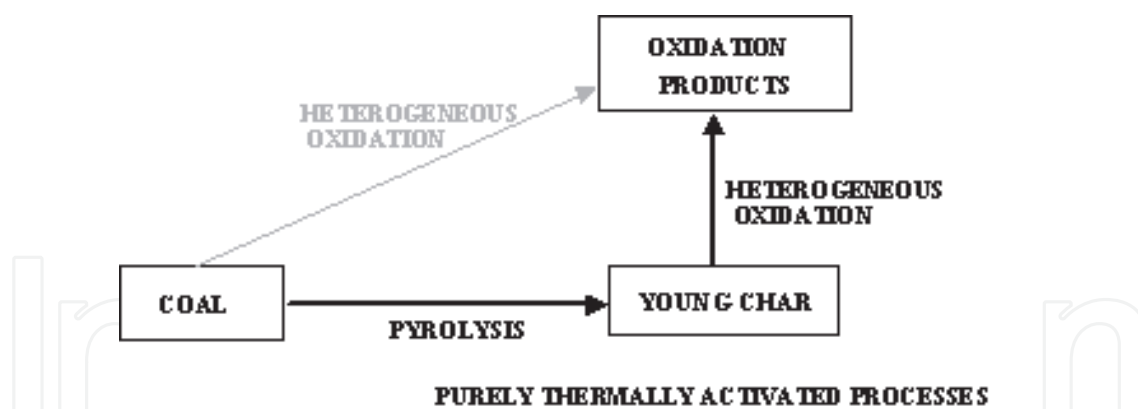 OXIDATION
PRODUCTS
HETEROGENEOUS
OXIDATION
HETEROGENEOUS
OXIDATION
COAL
YOUNG CHAR
PYROLYSIS
PURELY THERMALLY ACTIVATED PROCESSES